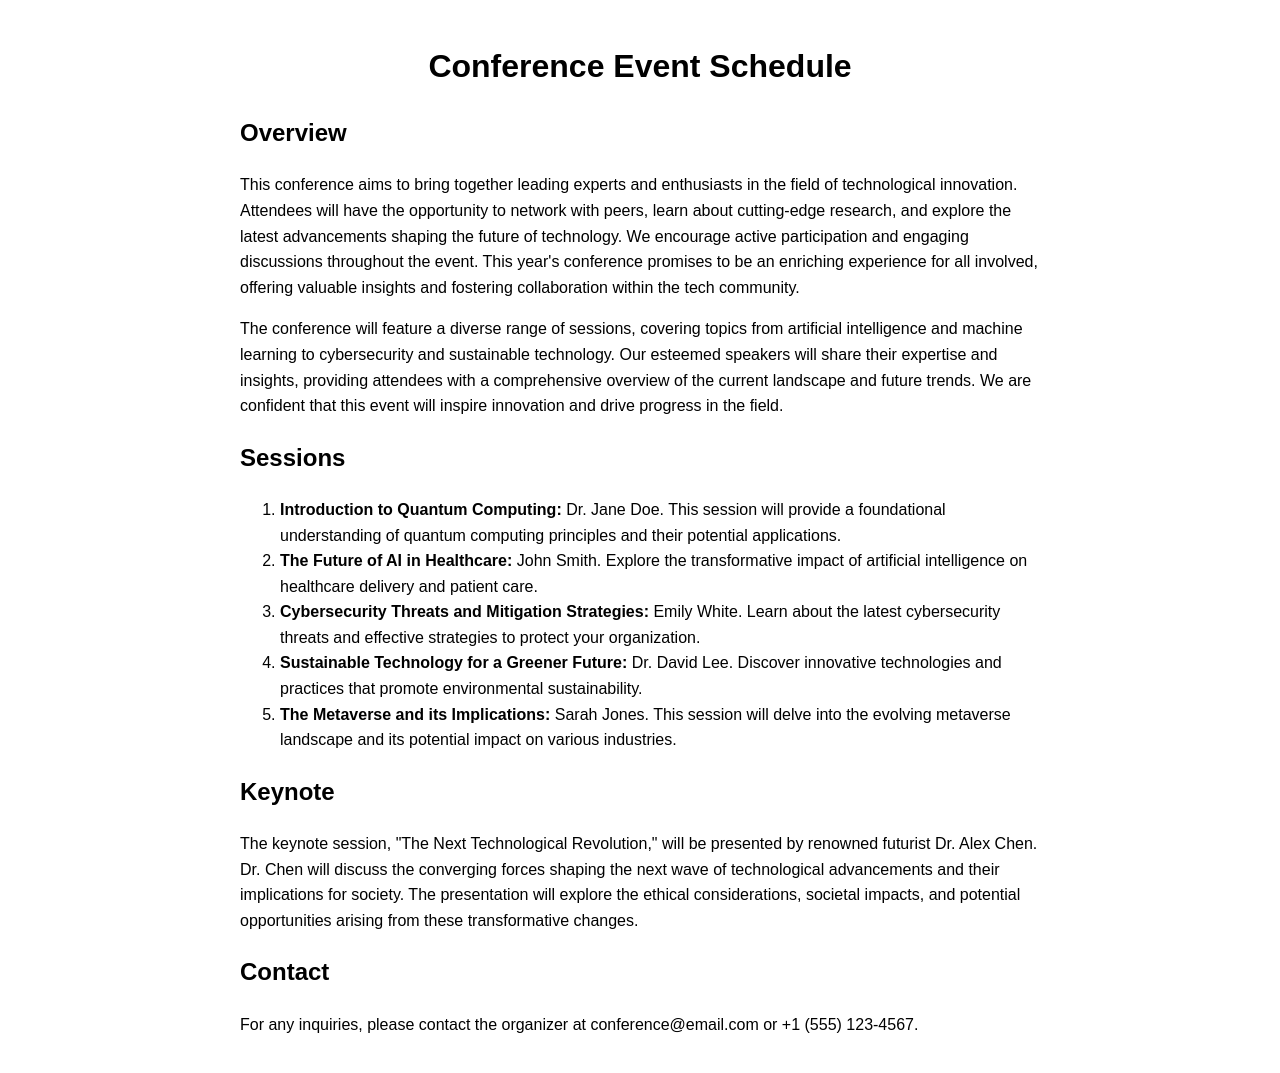 Conference Event Schedule
Overview
This conference aims to bring together leading experts and enthusiasts in the field of technological innovation.
Attendees will have the opportunity to network with peers, learn about cutting-edge research, and explore the
latest advancements shaping the future of technology. We encourage active participation and engaging
discussions throughout the event. This year's conference promises to be an enriching experience for all involved,
offering valuable insights and fostering collaboration within the tech community.
The conference will feature a diverse range of sessions, covering topics from artificial intelligence and machine
learning to cybersecurity and sustainable technology. Our esteemed speakers will share their expertise and
insights, providing attendees with a comprehensive overview of the current landscape and future trends. We are
confident that this event will inspire innovation and drive progress in the field.
Sessions
1. Introduction to Quantum Computing: Dr. Jane Doe. This session will provide a foundational
understanding of quantum computing principles and their potential applications.
2. The Future of AI in Healthcare: John Smith. Explore the transformative impact of artificial intelligence on
healthcare delivery and patient care.
3. Cybersecurity Threats and Mitigation Strategies: Emily White. Learn about the latest cybersecurity
threats and effective strategies to protect your organization.
4. Sustainable Technology for a Greener Future: Dr. David Lee. Discover innovative technologies and
practices that promote environmental sustainability.
5. The Metaverse and its Implications: Sarah Jones. This session will delve into the evolving metaverse
landscape and its potential impact on various industries.
Keynote
The keynote session, "The Next Technological Revolution," will be presented by renowned futurist Dr. Alex Chen.
Dr. Chen will discuss the converging forces shaping the next wave of technological advancements and their
implications for society. The presentation will explore the ethical considerations, societal impacts, and potential
opportunities arising from these transformative changes.
Contact
For any inquiries, please contact the organizer at conference@email.com or +1 (555) 123-4567.